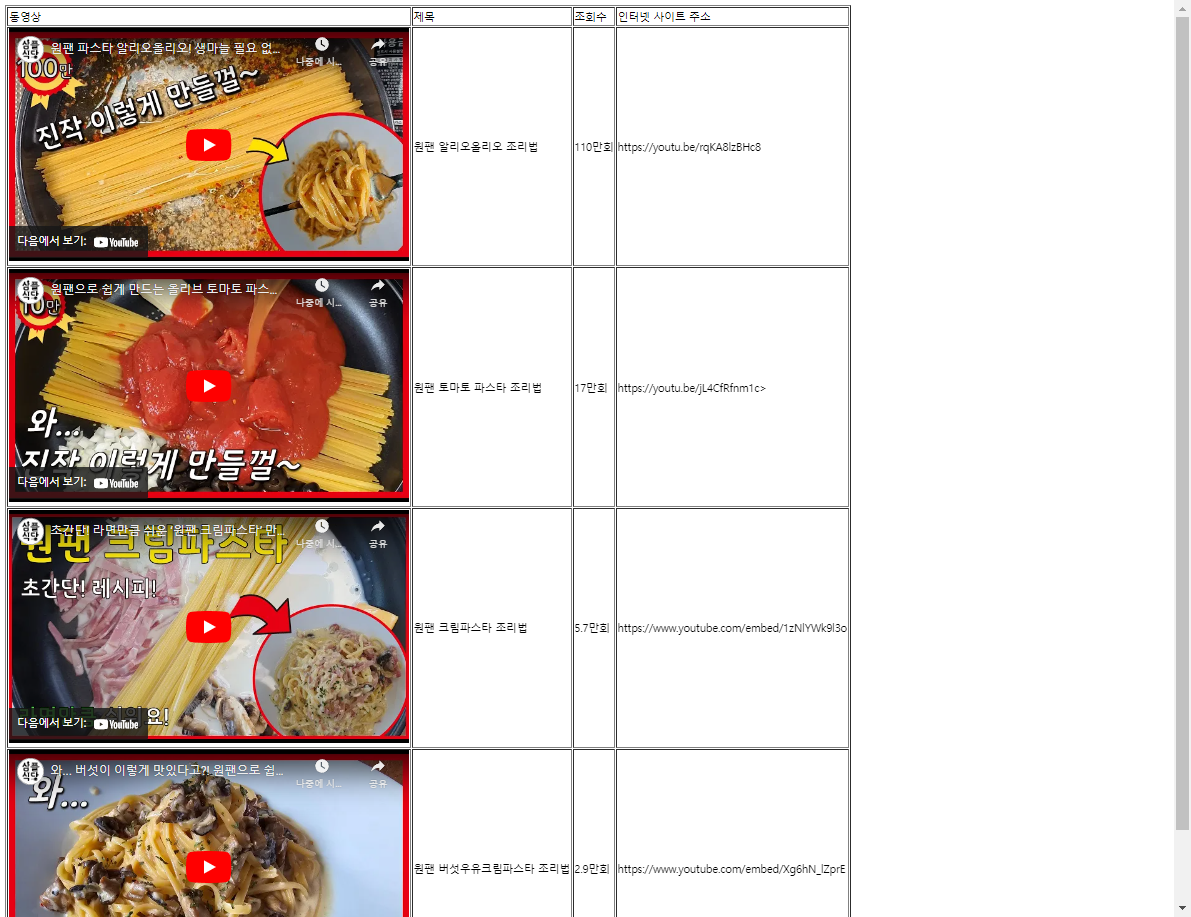 동영상 제목 조회수 인터넷 사이트 주소
심플식당 원팬 파스타 알리오올리오! 생마늘 필요 없...
나중에 시... 공유
100만
진작 이렇게 만들껄~
다음에서 보기: YouTube
원팬 알리오올리오 조리법 110만회 https://youtu.be/rqKA8lzBHc8
심플식당 원팬으로 쉽게 만드는 올리브 토마토 파스...
나중에 시... 공유
10만
와...
진작 이렇게 만들껄~
다음에서 보기: YouTube
원팬 토마토 파스타 조리법 17만회 https://youtu.be/jL4CfRfnm1c>
심플식당 초간단! 라면만큼 쉬운 '원팬 크림파스타' 만...
나중에 시... 공유
원팬 크림파스타
초간단! 레시피!
다음에서 보기: YouTube
원팬 크림파스타 조리법 5.7만회 https://www.youtube.com/embed/1zNlYWk9l3o
심플식당 와... 버섯이 이렇게 맛있다고?! 원팬으로 쉽...
나중에 시... 공유
와...
원팬 버섯우유크림파스타 조리법 2.9만회 https://www.youtube.com/embed/Xg6hN_lZprE